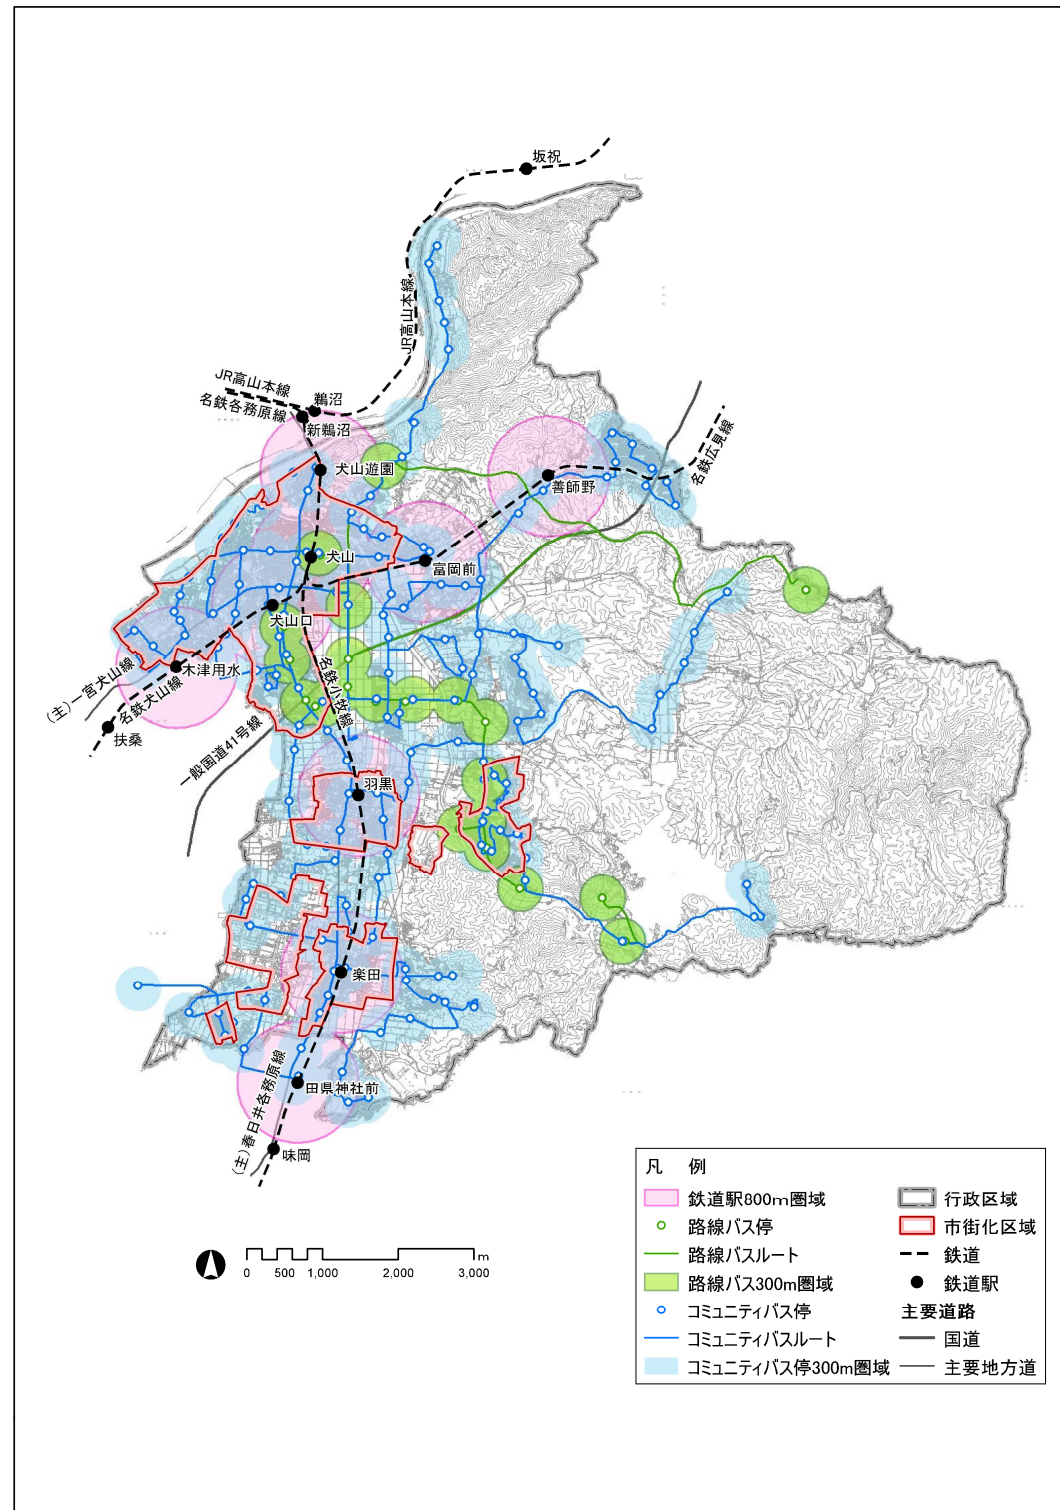 坂祝
JR高山本線
JR高山本線
名鉄各務原線
鵜沼
新鵜沼
犬山遊園
善師野
名鉄広見線
犬山
富岡前
犬山口
木津用水
(主)一宮犬山線
名鉄犬山線
扶桑
一般国道41号線
名鉄小牧線
羽黒
楽田
田県神社前
(主)春日井各務原線
味岡
凡 例
鉄道駅800m圏域
路線バス停
路線バスルート
路線バス300m圏域
コミュニティバス停
コミュニティバスルート
コミュニティバス停300m圏域
行政区域
市街化区域
鉄道
鉄道駅
主要道路
国道
主要地方道
0 500 1,000 2,000 3,000 m